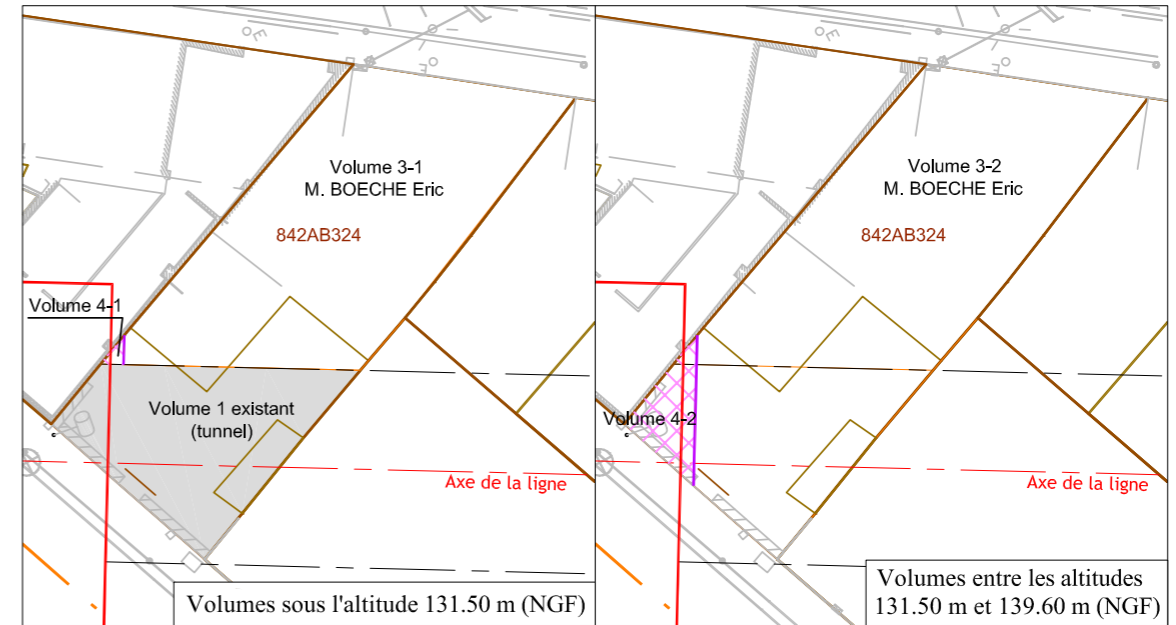 Volume 3-1
M. BOECHE Eric
842AB324
Volume 4-1
Volume 1 existant
(tunnel)
Axe de la ligne
Volumes sous l'altitude 131.50 m (NGF)
Volume 3-2
M. BOECHE Eric
842AB324
Volume 4-2
Axe de la ligne
Volumes entre les altitudes
131.50 m et 139.60 m (NGF)